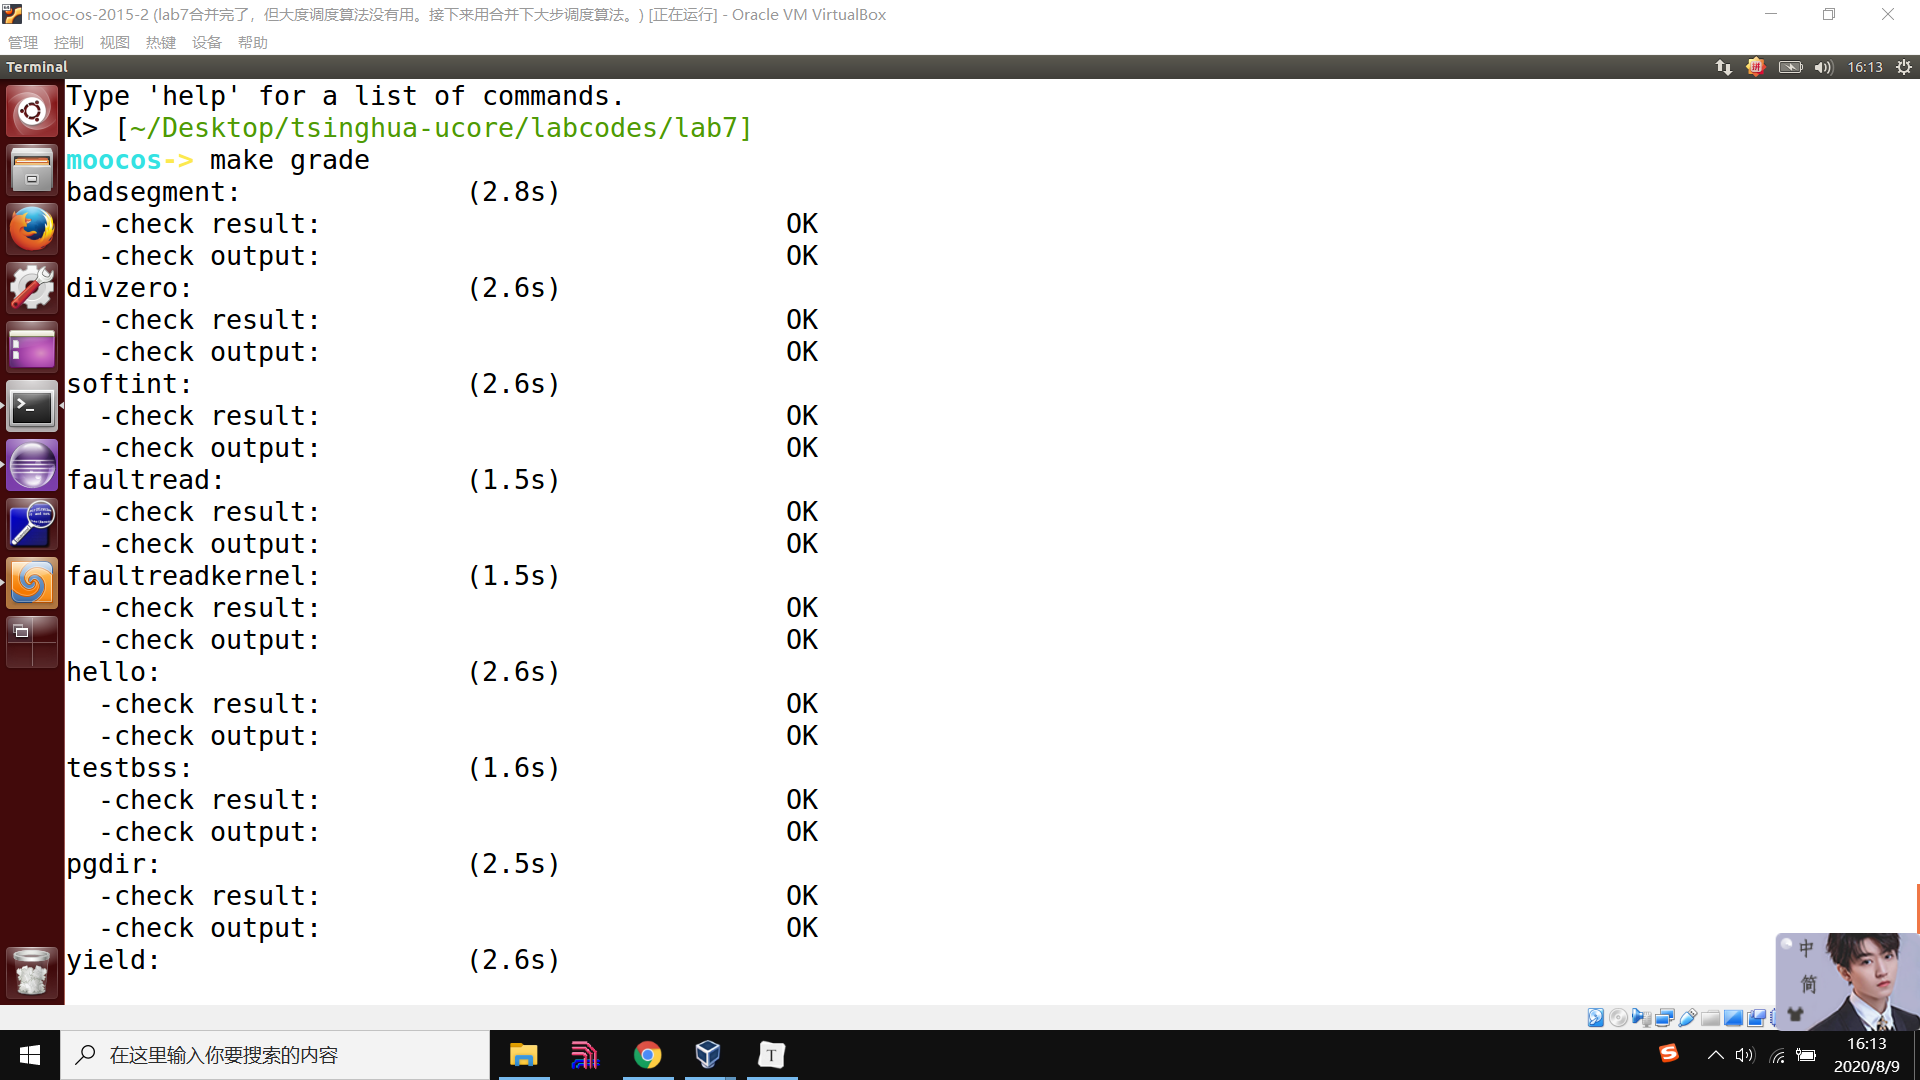 mooc-os-2015-2 (lab7合并完了，但大度调度算法没有用。接下来用合并下大步调度算法。) [正在运行] - Oracle VM VirtualBox
管理 控制 视图 热键 设备 帮助
Terminal 拼 16:13
Type 'help' for a list of commands.
K> [~/Desktop/tsinghua-ucore/labcodes/lab7]
moocos-> make grade
badsegment: (2.8s)
-check result: OK
-check output: OK
divzero: (2.6s)
-check result: OK
-check output: OK
softint: (2.6s)
-check result: OK
-check output: OK
faultread: (1.5s)
-check result: OK
-check output: OK
faultreadkernel: (1.5s)
-check result: OK
-check output: OK
hello: (2.6s)
-check result: OK
-check output: OK
testbss: (1.6s)
-check result: OK
-check output: OK
pgdir: (2.5s)
-check result: OK
-check output: OK
yield: (2.6s)
中
简
在这里输入你要搜索的内容
T
S
16:13
2020/8/9